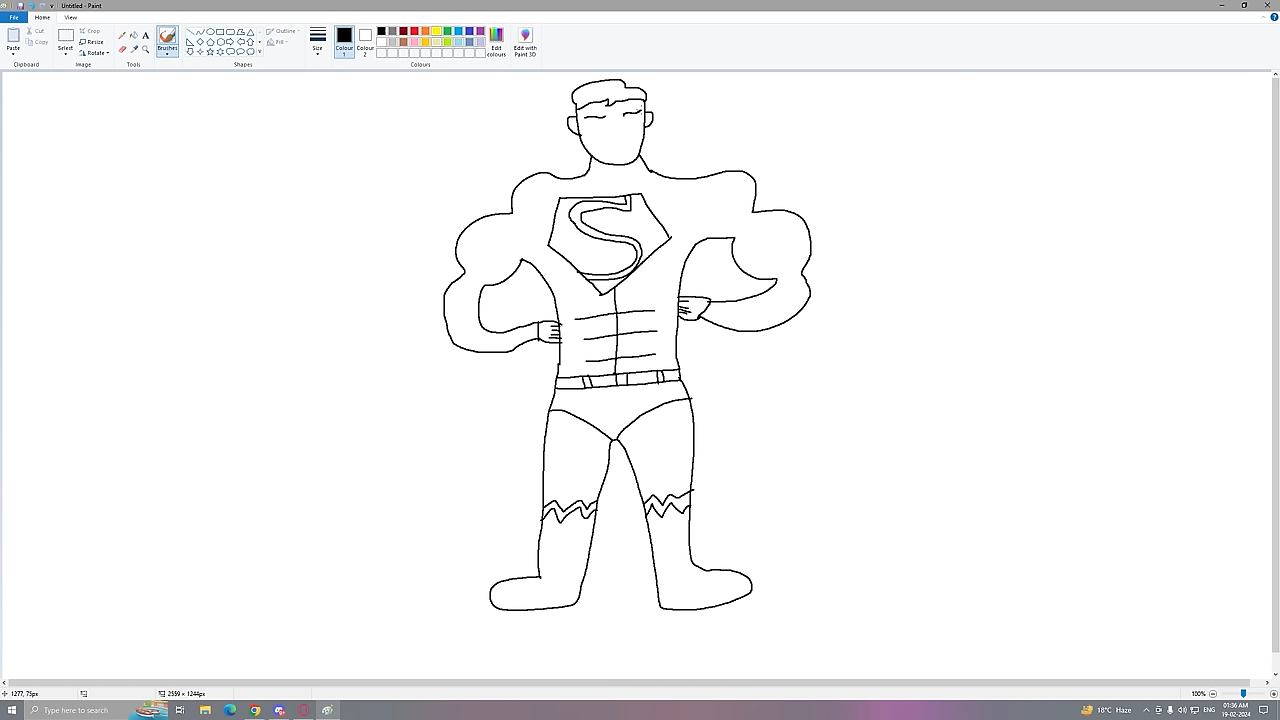 Untitled - Paint
File Home View
Paste
Cut
Copy
Clipboard
Select
Crop
Resize
Rotate
Image
A
Tools
Brushes
Outline
Fill
Shapes
Size
Colour 1
Colour 2
Edit colours
Colours
Edit with Paint 3D
S
1277, 75px
2559 × 1244px
100%
Type here to search
18°C Haze
ENG
01:36 AM
19-02-2024